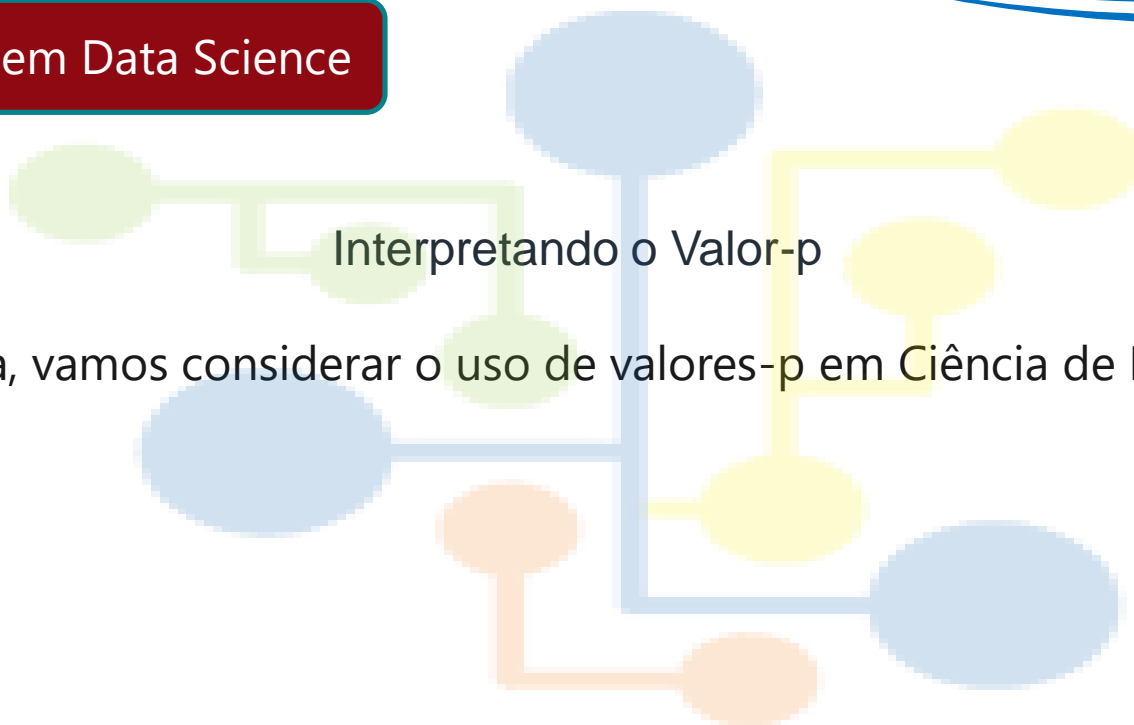 em Data Science
Interpretando o Valor-p
, vamos considerar o uso de valores-p em Ciência de